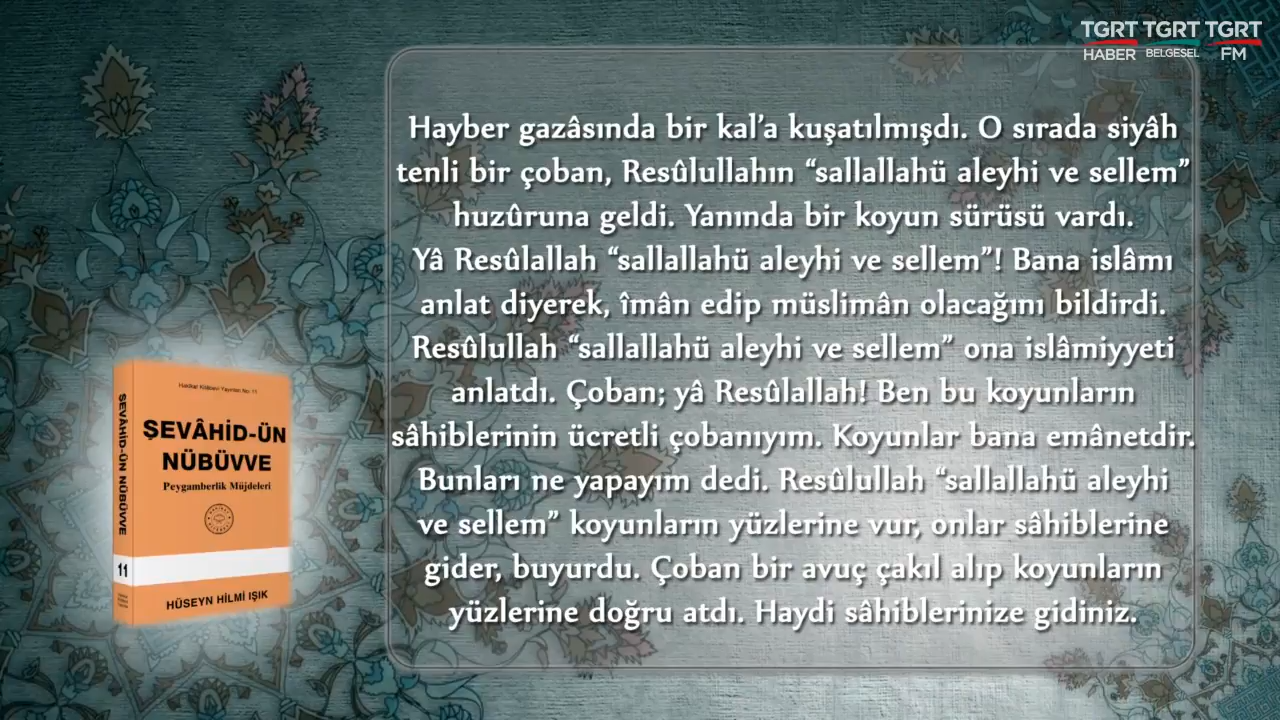 TGRT TGRT TGRT
HABER BELGESEL FM
Hayber gazâsında bir kal’a kuşatılmışdı. O sırada siyâh
tenli bir çoban, Resûlullahın “sallallahü aleyhi ve sellem”
huzûruna geldi. Yanında bir koyun sürüsü vardı.
Yâ Resûlallah “sallallahü aleyhi ve sellem”! Bana islâmı
anlat diyerek, îmân edip müslimân olacağını bildirdi.
Resûlullah “sallallahü aleyhi ve sellem” ona islâmiyyeti
anlatdı. Çoban; yâ Resûlallah! Ben bu koyunların
sâhiblerinin ücretli çobanıyım. Koyunlar bana emânetdir.
Bunları ne yapayım dedi. Resûlullah “sallallahü aleyhi
ve sellem” koyunların yüzlerine vur, onlar sâhiblerine
gider, buyurdu. Çoban bir avuç çakıl alıp koyunların
yüzlerine doğru atdı. Haydi sâhiblerinize gidiniz.
Hakîkat Kitâbevi Yayınları No: 11
ŞEVÂHİD-ÜN
NÜBÜVVE
Peygamberlik Müjdeleri
HÜSEYN HİLMİ IŞIK
ŞEVÂHİD-ÜN NÜBÜVVE
11